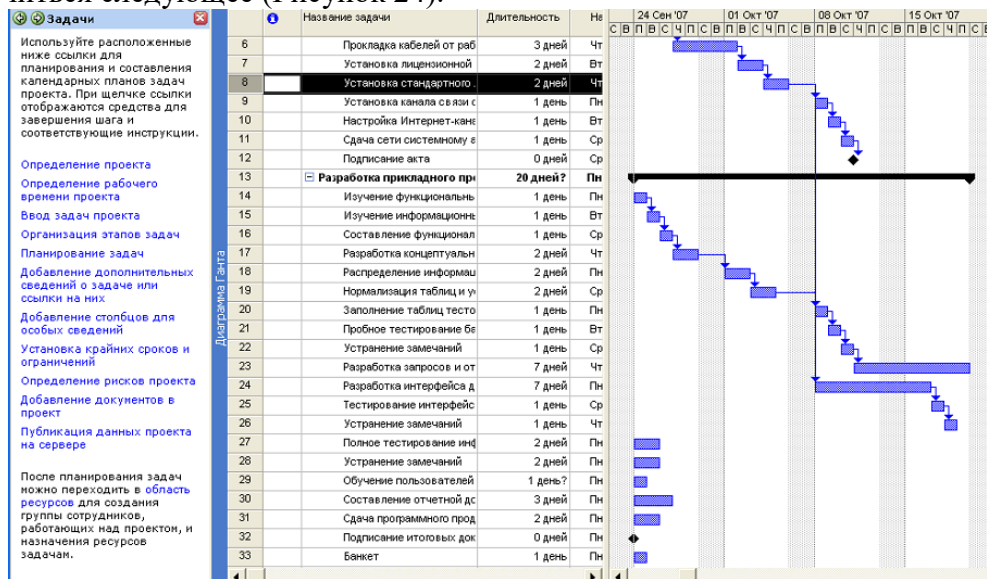 ниться следующее (Рисунок 24).
Задачи
Используйте расположенные
ниже ссылки для
планирования и составления
календарных планов задач
проекта. При щелчке ссылки
отображаются средства для
завершения шага и
соответствующие инструкции.
Определение проекта
Определение рабочего
времени проекта
Ввод задач проекта
Организация этапов задач
Планирование задач
Добавление дополнительных
сведений о задаче или
ссылки на них
Добавление столбцов для
особых сведений
Установка крайних сроков и
ограничений
Определение рисков проекта
Добавление документов в
проект
Публикация данных проекта
на сервере
После планирования задач
можно переходить в область
ресурсов для создания
группы сотрудников,
работающих над проектом, и
назначения ресурсов
задачам.
Диаграмма Ганта
Название задачи Длительность На 24 Сен '07 01 Окт '07 08 Окт '07 15 Окт '07
С В П В С Ч П С В П В С Ч П С В П В С Ч П С В П В С Ч П С В
6 Прокладка кабелей от раб 3 дней Чт
7 Установка лицензионной 2 дней Вт
8 Установка стандартного 2 дней Чт
9 Установка канала связи с 1 день Пн
10 Настройка Интернет-кана 1 день Вт
11 Сдача сети системному а 1 день Ср
12 Подписание акта 0 дней Ср
13 Разработка прикладного пр 20 дней? Пн
14 Изучение функциональнь 1 день Пн
15 Изучение информационнь 1 день Вт
16 Составление функционал 1 день Ср
17 Разработка концептуальн 2 дней Чт
18 Распределение информац 2 дней Пн
19 Нормализация таблиц и у 2 дней Ср
20 Заполнение таблиц тесто 1 день Пн
21 Пробное тестирование ба 1 день Вт
22 Устранение замечаний 1 день Ср
23 Разработка запросов и от 7 дней Чт
24 Разработка интерфейса д 7 дней Пн
25 Тестирование интерфейс 1 день Ср
26 Устранение замечаний 1 день Чт
27 Полное тестирование инф 2 дней Пн
28 Устранение замечаний 2 дней Пн
29 Обучение пользователей 1 день? Пн
30 Составление отчетной до 3 дней Пн
31 Сдача программного прод 2 дней Пн
32 Подписание итоговых док 0 дней Пн
33 Банкет 1 день Пн